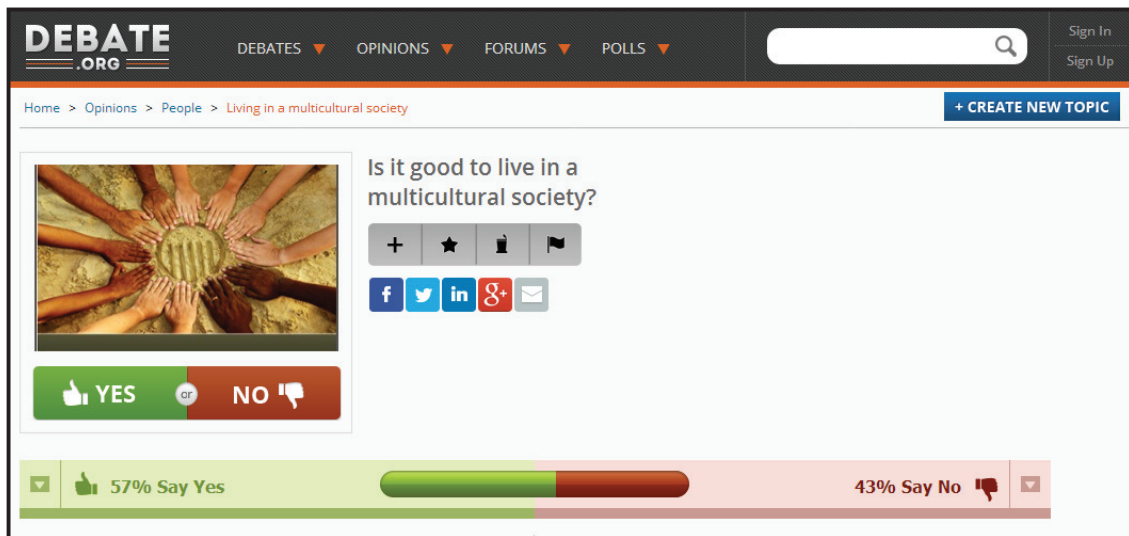 DEBATE
.ORG
DEBATES OPINIONS FORUMS POLLS
Sign In
Sign Up
Home > Opinions > People > Living in a multicultural society
+ CREATE NEW TOPIC
Is it good to live in a
multicultural society?
f in g+
YES or NO
57% Say Yes
43% Say No